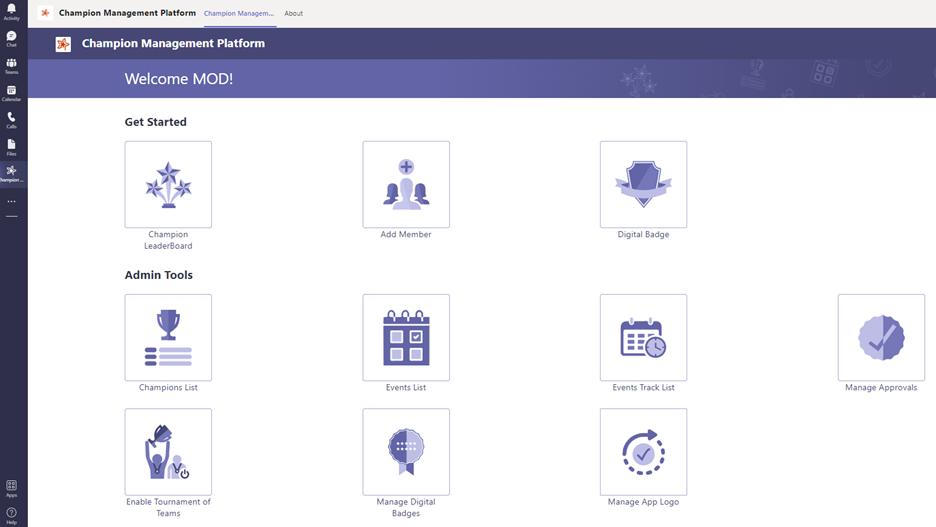 Activity
Chat
Teams
Calendar
Calls
Files
hampion ...
Apps
Help
Champion Management Platform
Champion Managem...
About
Champion Management Platform
Welcome MOD!
Get Started
Champion
LeaderBoard
Add Member
Digital Badge
Admin Tools
Champions List
Events List
Events Track List
Manage Approvals
Enable Tournament of
Teams
Manage Digital
Badges
Manage App Logo